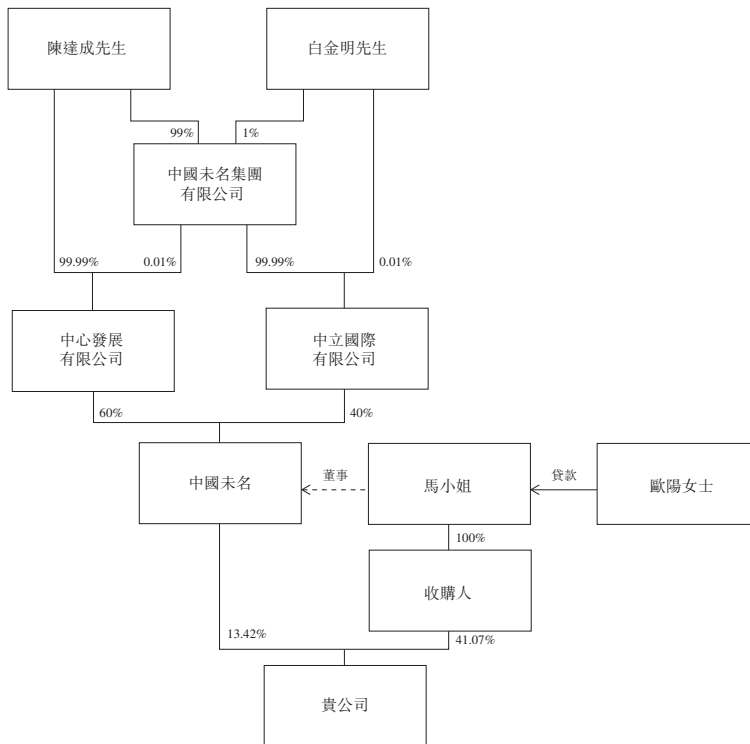 陳達成先生
白金明先生
99%
1%
中國未名集團
有限公司
99.99%
0.01%
99.99%
0.01%
中心發展
有限公司
中立國際
有限公司
60%
40%
中國未名
董事
馬小姐
貸款
歐陽女士
100%
收購人
13.42%
41.07%
貴公司